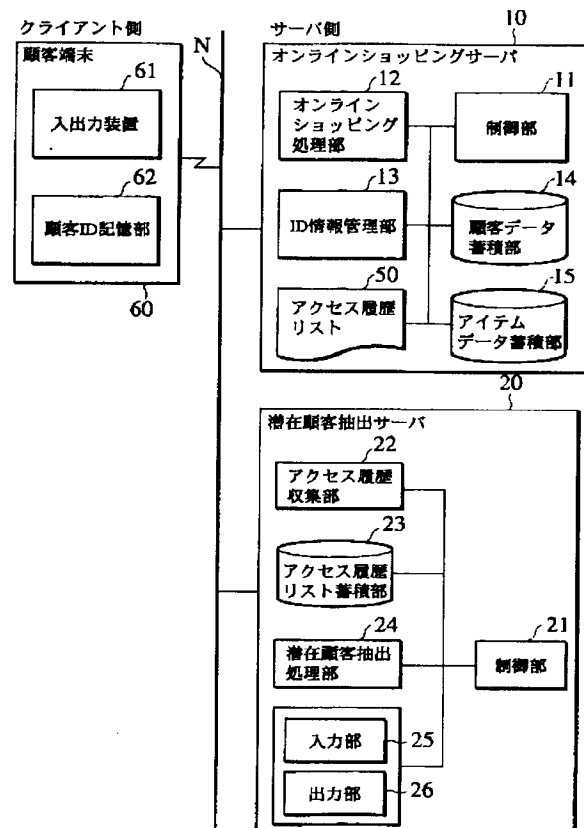 クライアント側
顧客端末
61
入出力装置
62
顧客ID記憶部
60
N
サーバ側
10
オンラインショッピングサーバ
12
オンライン
ショッピング
処理部
11
制御部
13
ID情報管理部
14
顧客データ
蓄積部
50
アクセス履歴
リスト
15
アイテム
データ蓄積部
20
潜在顧客抽出サーバ
22
アクセス履歴
収集部
23
アクセス履歴
リスト蓄積部
24
潜在顧客抽出
処理部
21
制御部
入力部
25
出力部
26